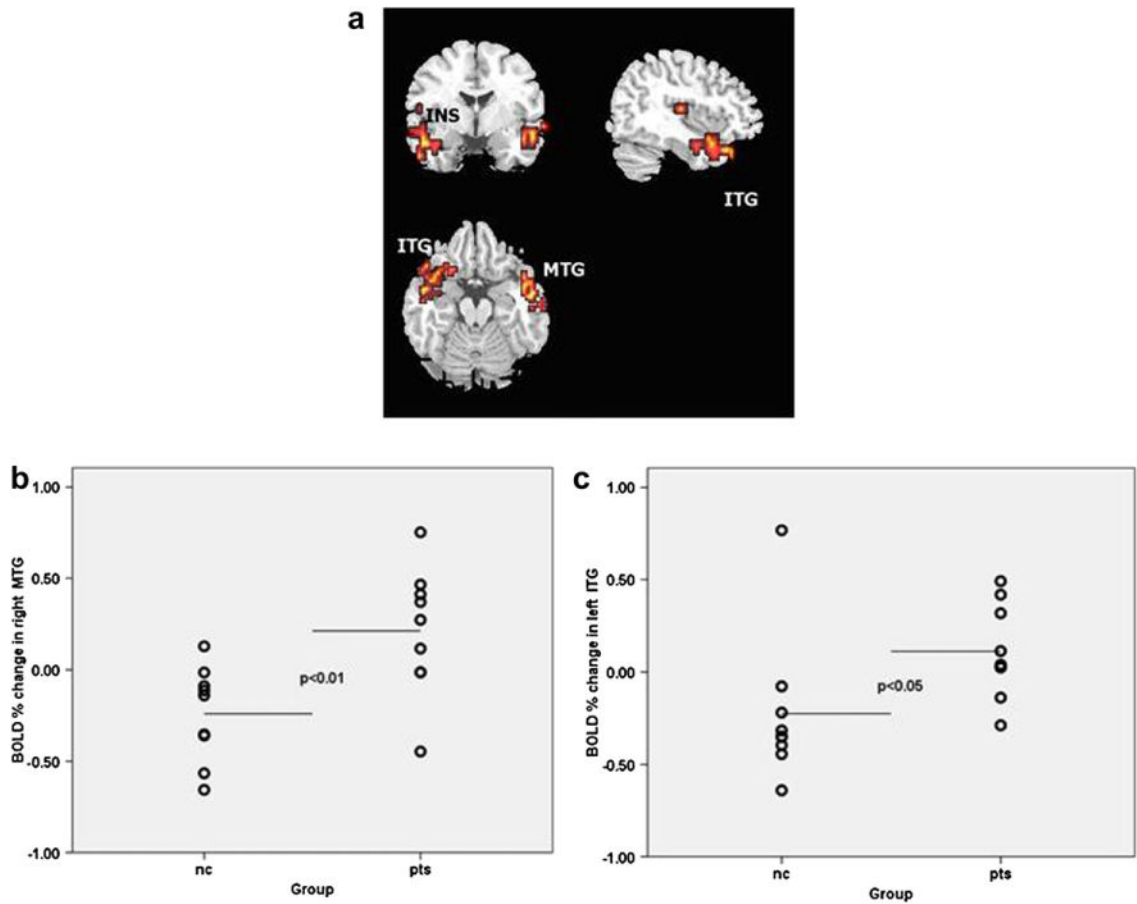 a
INS
ITG
ITG
MTG
b
1.00
0.50
0.00
-0.50
-1.00
BOLD % change in right MTG
p<0.01
nc
pts
Group
c
1.00
0.50
0.00
-0.50
-1.00
BOLD % change in left ITG
p<0.05
nc
pts
Group